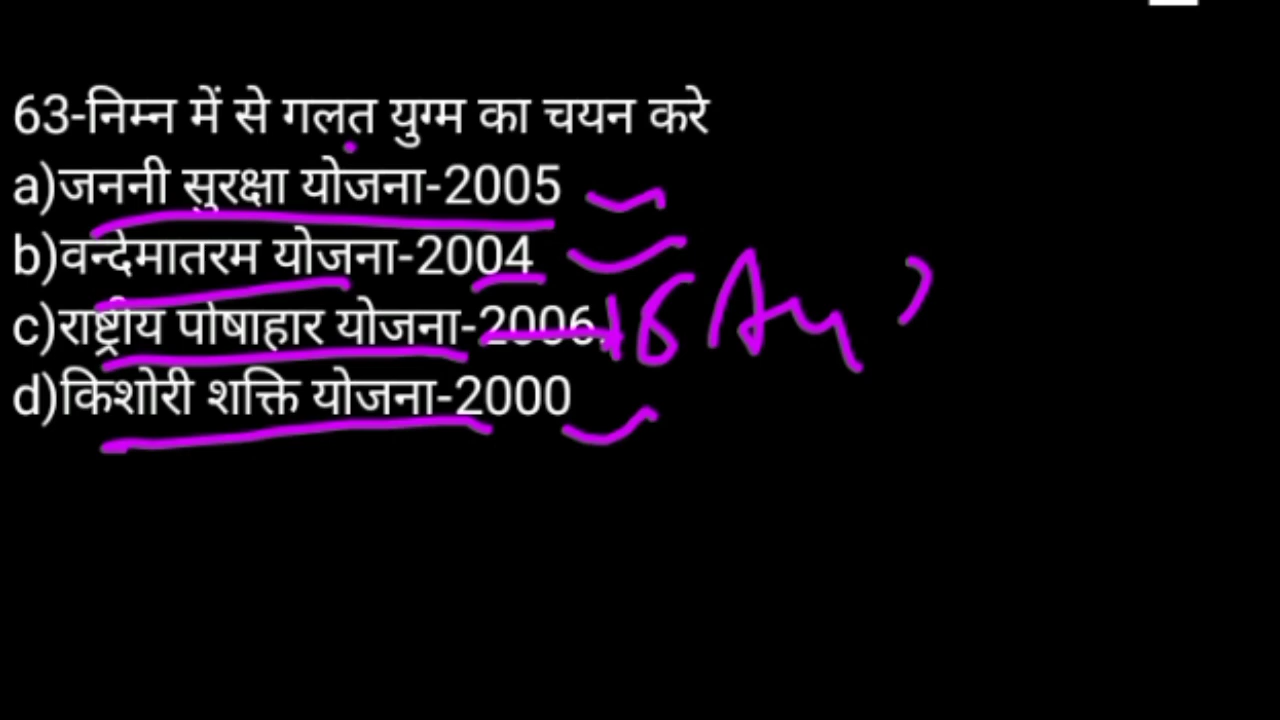 63-निम्न में से गलत युग्म का चयन करे
a)जननी सुरक्षा योजना-2005
b)वन्देमातरम योजना-2004
c)राष्ट्रीय पोषाहार योजना-2006
d)किशोरी शक्ति योजना-2000